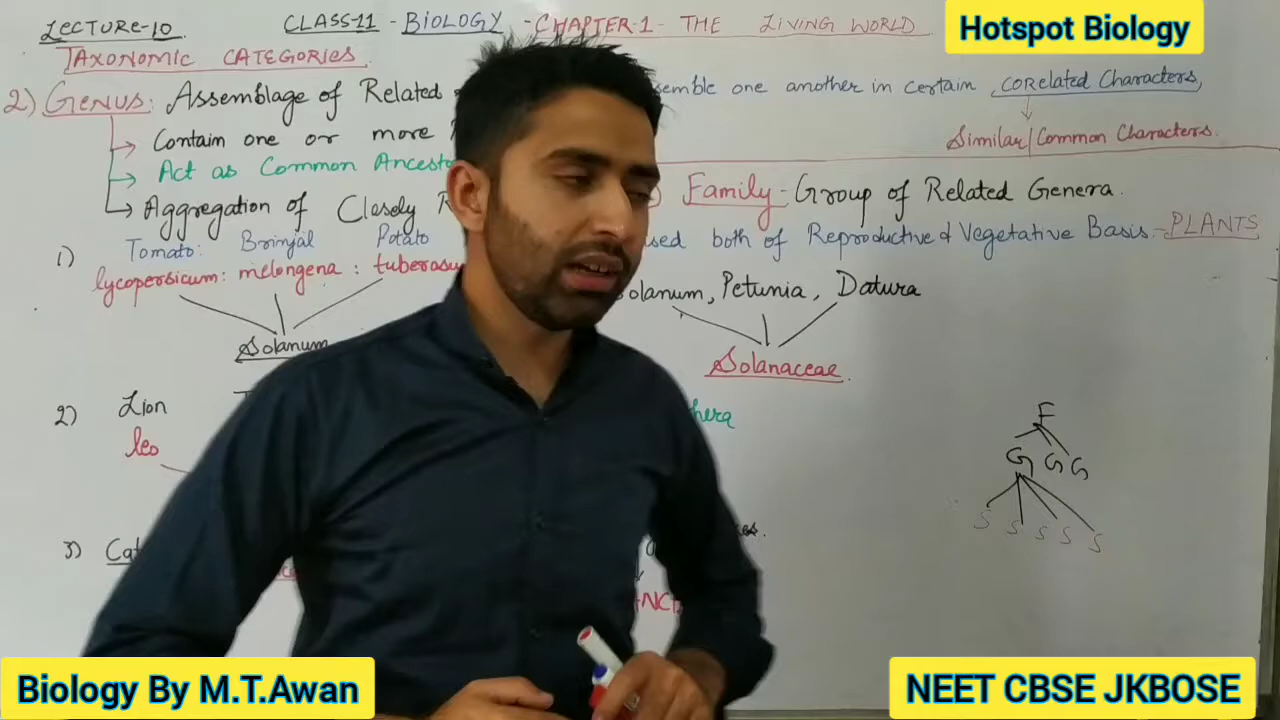 LECTURE-10 CLASS-11 - BIOLOGY - CHAPTER-1 - THE LIVING WORLD
Hotspot Biology
TAXONOMIC CATEGORIES
2) GENUS: Assemblage of Related semble one another in certain corelated Characters,
→ Contain one or more
Similar/Common Characters.
→ Act as Common Ancesto
→ Aggregation of Closely R
Family - Group of Related Genera.
sed both of Reproductive & Vegetative Basis. - PLANTS
1) Tomato: Brinjal Potato
lycopersicum: melongena : tuberosu
olanum, Petunia, Datura
Solanum
Solanaceae
2) Lion
hera
leo
F
G G G
S S S S S
3) Cat
Biology By M.T.Awan
NEET CBSE JKBOSE